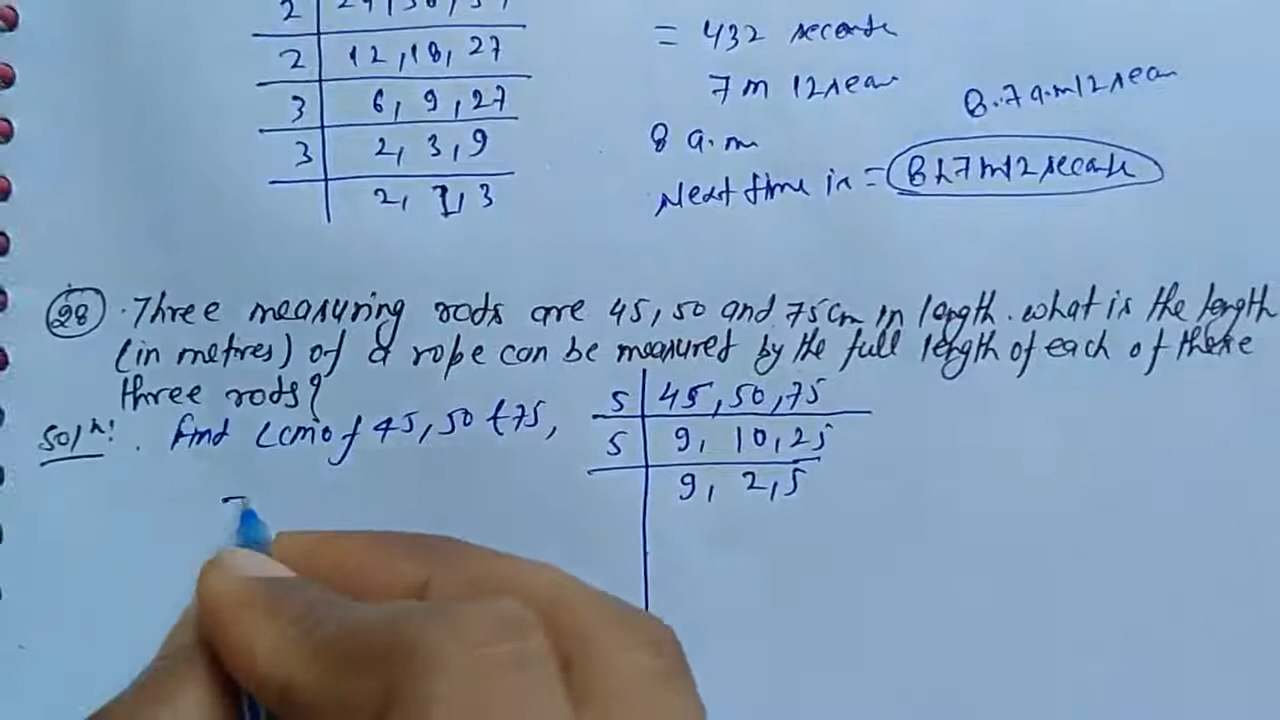 2 | 24, 36, 54
2 | 12, 18, 27
3 | 6, 9, 27
3 | 2, 3, 9
2, 1, 3
= 432 seconds
7 m 12 sec
8.7 a.m 12 sec
8 a.m
Next time is = 8 h 7 m 12 seconds
28. Three measuring rods are 45, 50 and 75 cm in length. what is the length
(in metres) of a rope can be measured by the full length of each of these
three rods?
Soln: . find LCM of 45, 50 & 75,
5 | 45, 50, 75
5 | 9, 10, 25
9, 2, 5